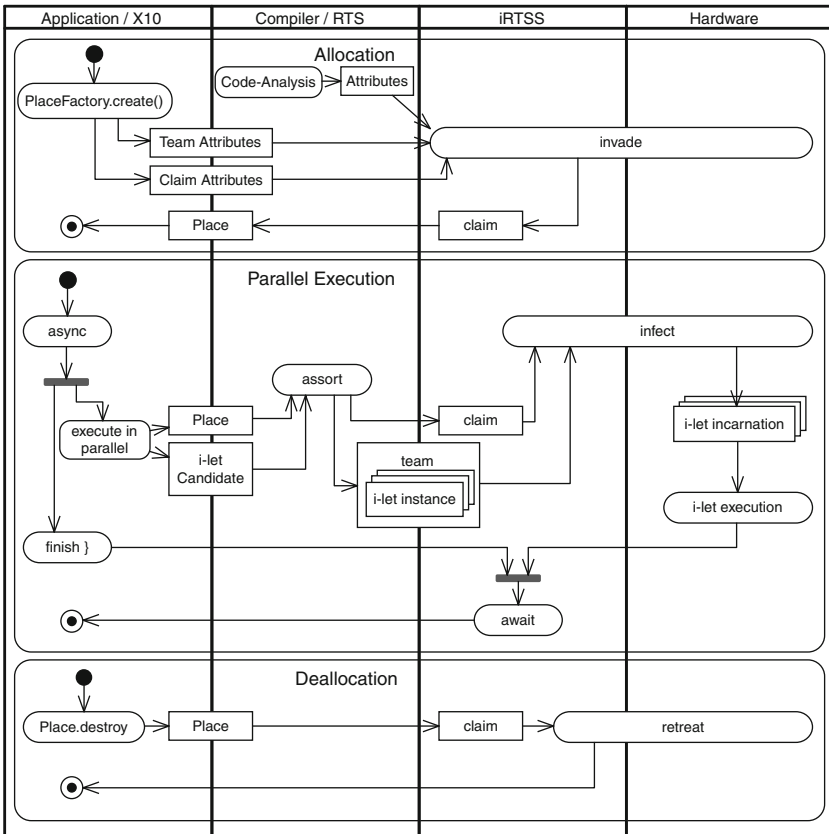 Application / X10
Compiler / RTS
iRTSS
Hardware
Allocation
PlaceFactory.create()
Code-Analysis
Attributes
Team Attributes
invade
Claim Attributes
Place
claim
Parallel Execution
async
infect
assort
execute in
parallel
Place
claim
i-let incarnation
i-let
Candidate
team
i-let instance
i-let execution
finish }
await
Deallocation
Place.destroy
Place
claim
retreat